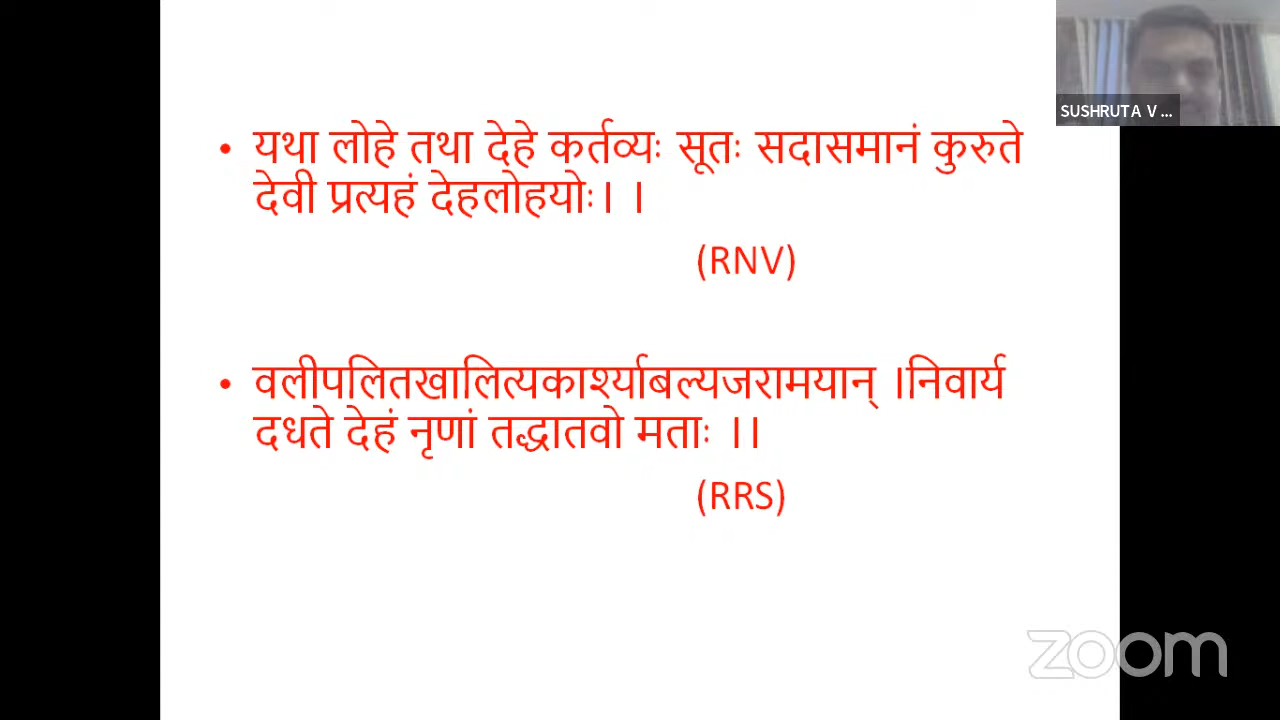 SUSHRUTA V ...
• यथा लोहे तथा देहे कर्तव्यः सूतः सदासमानं कुरुते
देवी प्रत्यहं देहलोहयोः। ।
(RNV)
• वलीपलितखालित्यकार्श्याबल्यजरामयान् ।निवार्य
दधते देहं नृणां तद्धातवो मताः ।।
(RRS)
zoom